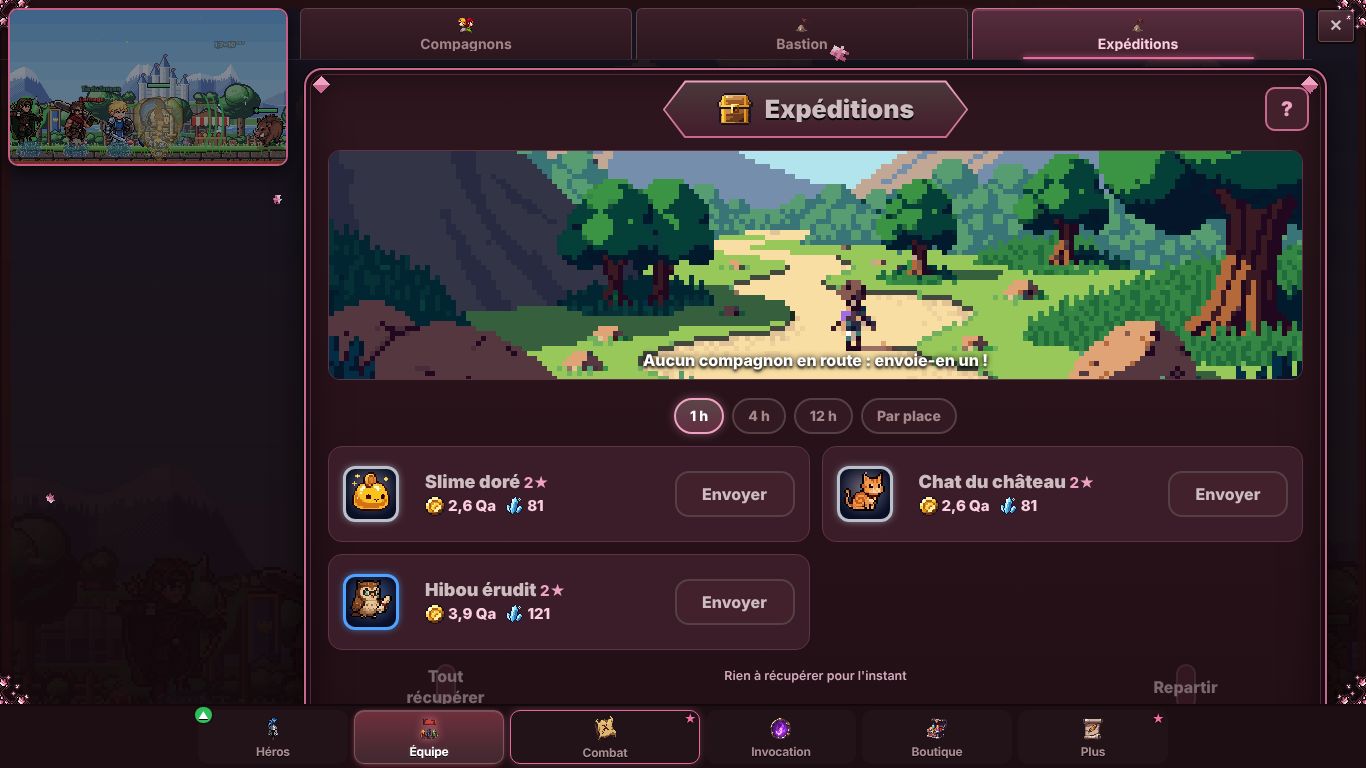 Compagnons
Bastion
Expéditions
×
Expéditions
?
Aucun compagnon en route : envoie-en un !
1 h
4 h
12 h
Par place
Slime doré 2★
2,6 Qa 81
Envoyer
Chat du château 2★
2,6 Qa 81
Envoyer
Hibou érudit 2★
3,9 Qa 121
Envoyer
Tout
récupérer
Rien à récupérer pour l'instant
Repartir
Héros
Équipe
Combat
Invocation
Boutique
Plus